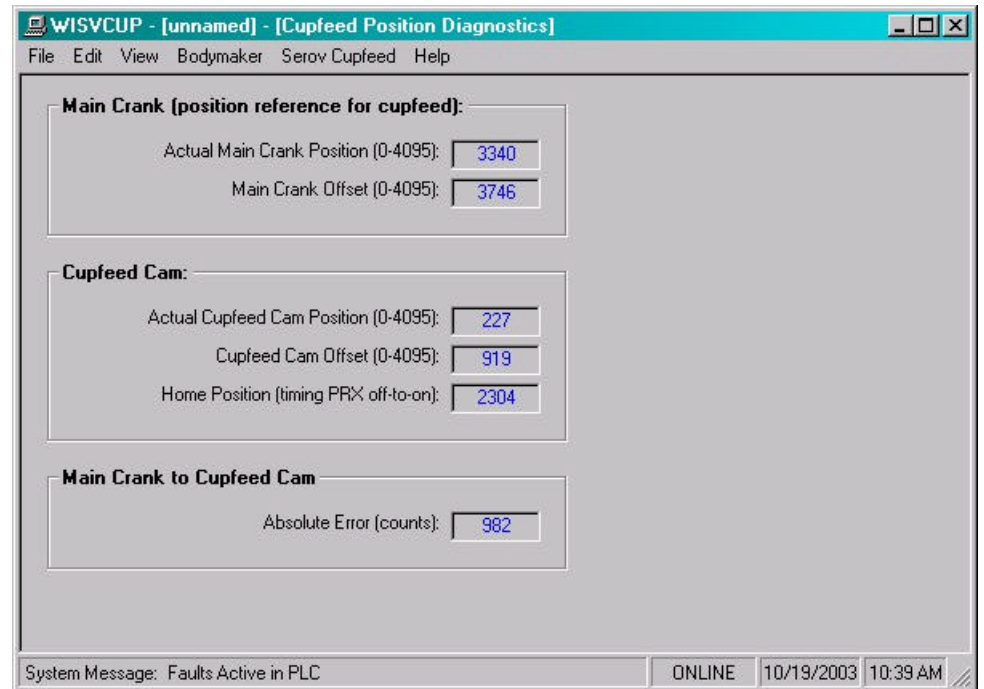 WISVCUP - [unnamed] - [Cupfeed Position Diagnostics]
File Edit View Bodymaker Serov Cupfeed Help
Main Crank (position reference for cupfeed):
Actual Main Crank Position (0-4095): 3340
Main Crank Offset (0-4095): 3746
Cupfeed Cam:
Actual Cupfeed Cam Position (0-4095): 227
Cupfeed Cam Offset (0-4095): 919
Home Position (timing PRX off-to-on): 2304
Main Crank to Cupfeed Cam
Absolute Error (counts): 982
System Message: Faults Active in PLC ONLINE 10/19/2003 10:39 AM